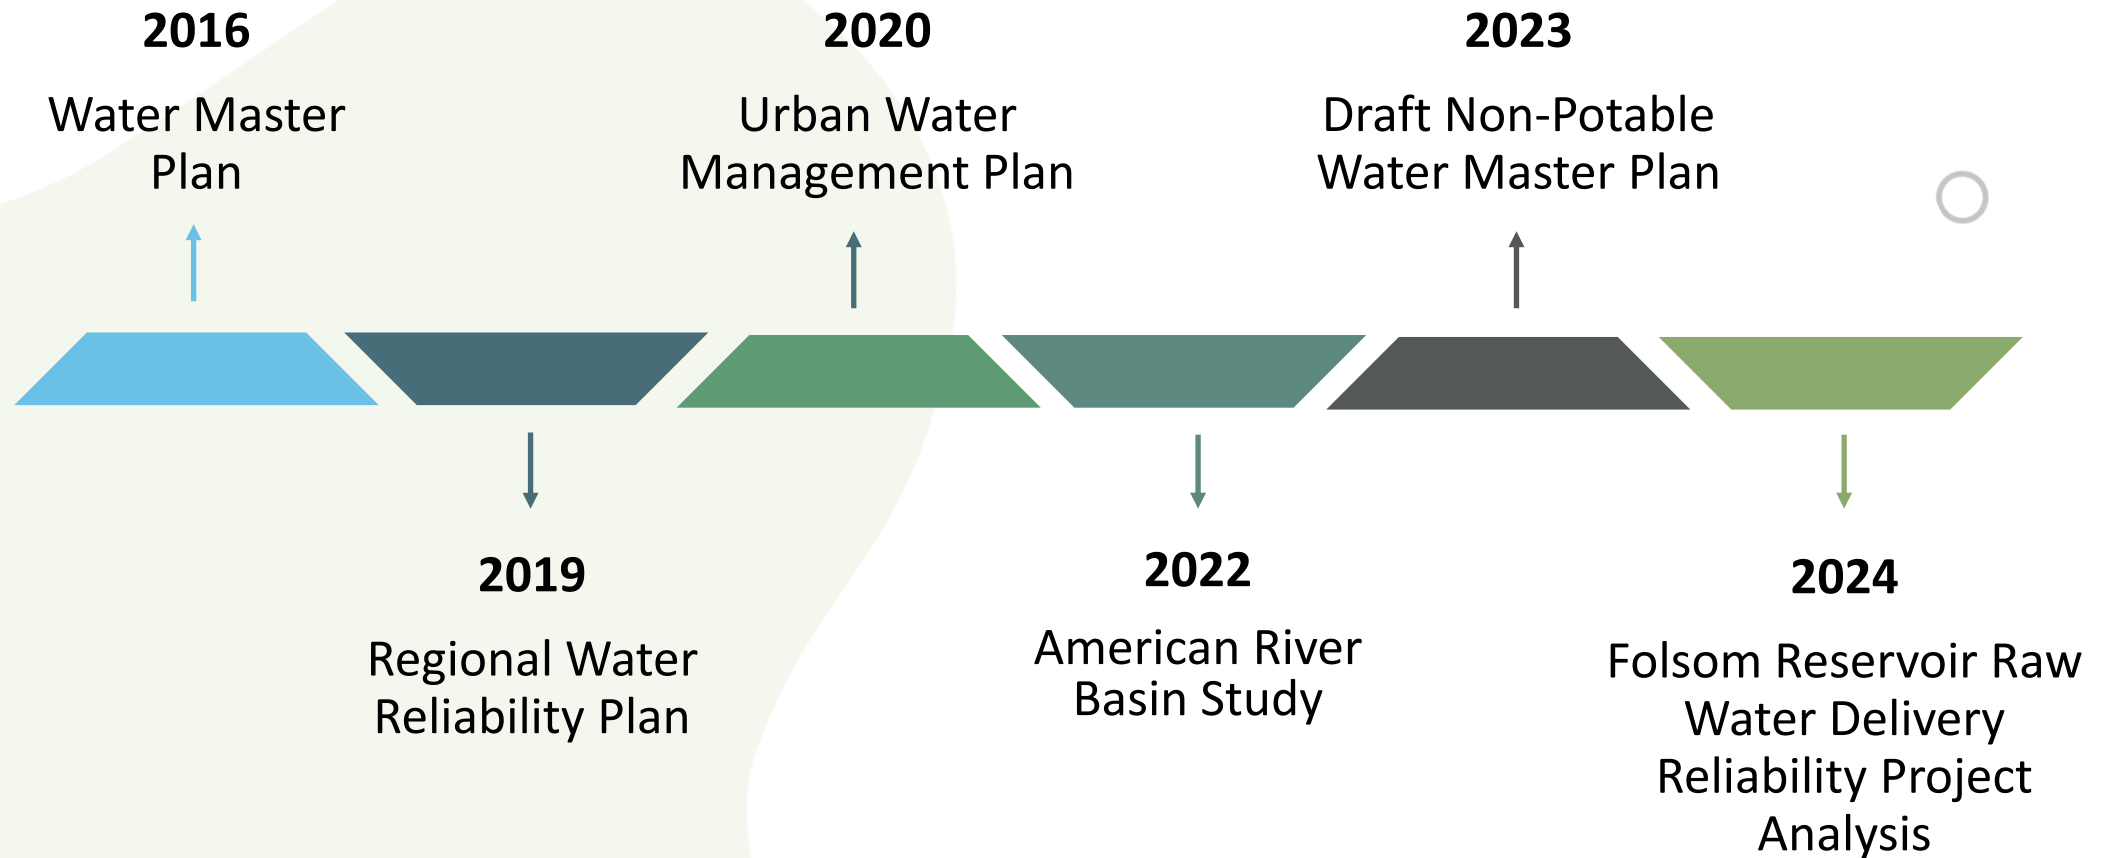 2016
Water Master
Plan
2019
Regional Water
Reliability Plan
2020
Urban Water
Management Plan
2022
American River
Basin Study
2023
Draft Non-Potable
Water Master Plan
2024
Folsom Reservoir Raw
Water Delivery
Reliability Project
Analysis